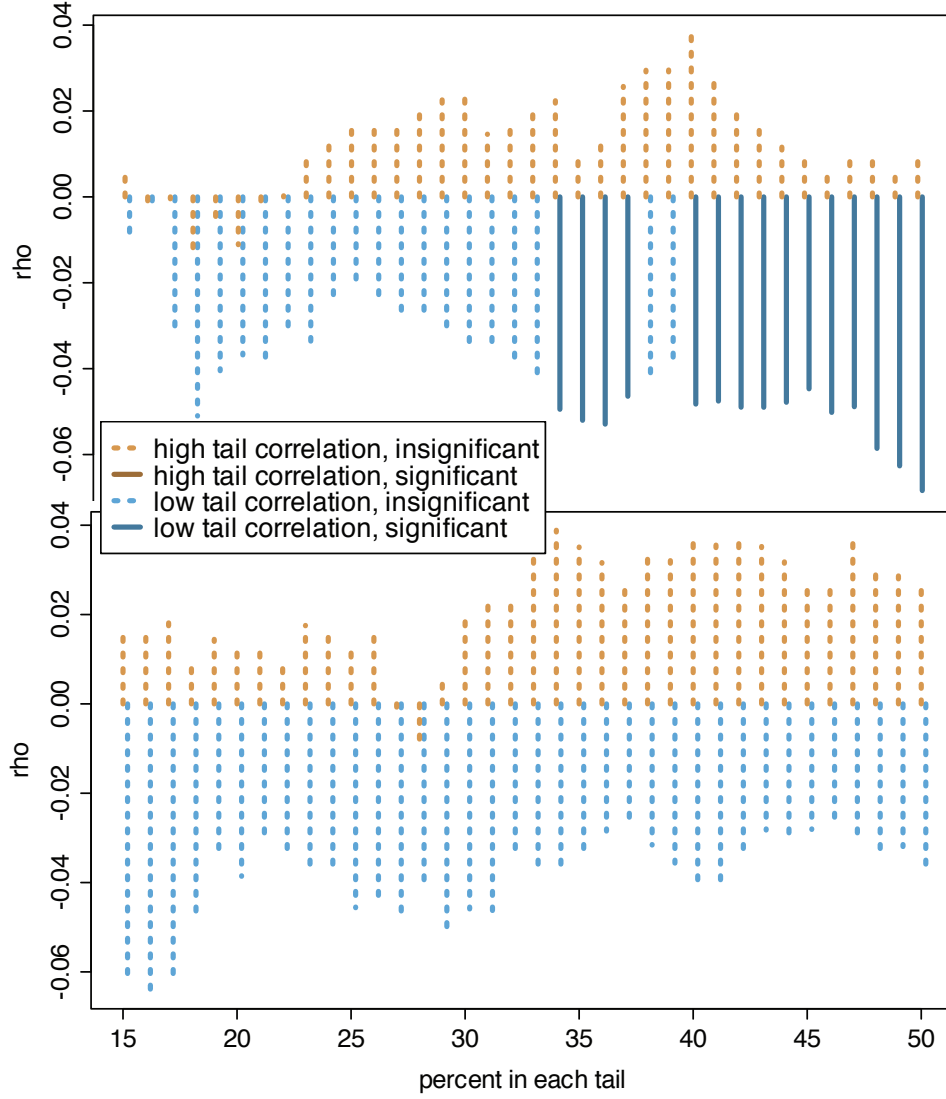 0.04
0.02
0.00
-0.02
-0.04
-0.06
rho
high tail correlation, insignificant
high tail correlation, significant
low tail correlation, insignificant
low tail correlation, significant
0.04
0.02
0.00
-0.02
-0.04
-0.06
rho
15 20 25 30 35 40 45 50
percent in each tail